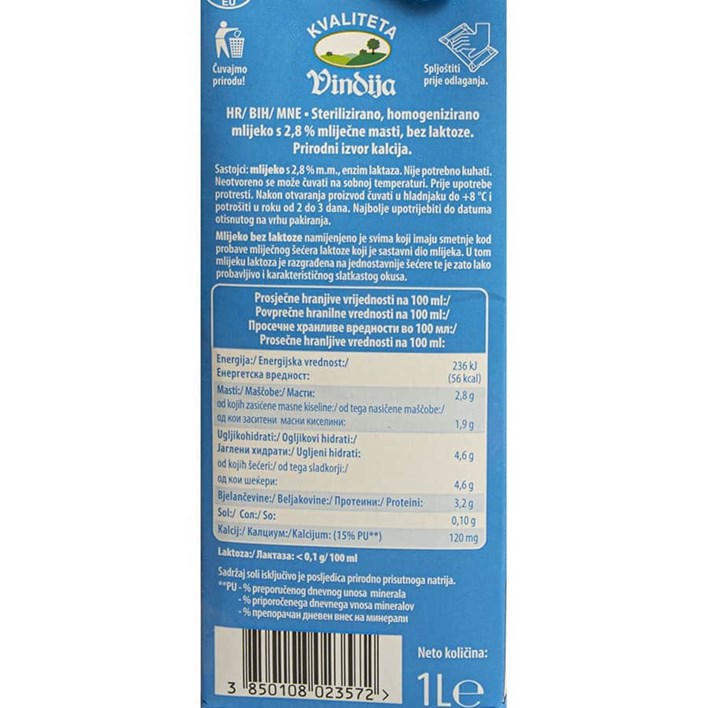 EU
KVALITETA
Vindija
Čuvajmo
prirodu!
Spljoštiti
prije odlaganja.
HR/ BIH/ MNE • Sterilizirano, homogenizirano
mlijeko s 2,8 % mliječne masti, bez laktoze.
Prirodni izvor kalcija.
Sastojci: mlijeko s 2,8 % m.m., enzim laktaza. Nije potrebno kuhati.
Neotvoreno se može čuvati na sobnoj temperaturi. Prije upotrebe
protresti. Nakon otvaranja proizvod čuvati u hladnjaku do +8 °C i
potrošiti u roku od 2 do 3 dana. Najbolje upotrijebiti do datuma
otisnutog na vrhu pakiranja.
Mlijeko bez laktoze namijenjeno je svima koji imaju smetnje kod
probave mliječnog šećera laktoze koji je sastavni dio mlijeka. U tom
mlijeku laktoza je razgrađena na jednostavnije šećere te je zato lako
probavljivo i karakterističnog slatkastog okusa.
Prosječne hranjive vrijednosti na 100 ml:/
Povprečne hranilne vrednosti na 100 ml:/
Просечне хранливе вредности во 100 мл:/
Prosečne hranljive vrednosti na 100 ml:
Energija:/ Energijska vrednost:/
Енергетска вредност:
236 kJ
(56 kcal)
Masti:/ Maščobe:/ Масти:
2,8 g
od kojih zasićene masne kiseline:/ od tega nasičene maščobe:/
од кои заситени масни киселини:
1,9 g
Ugljikohidrati:/ Ogljikovi hidrati:/
Јаглени хидрати:/ Ugljeni hidrati:
4,6 g
od kojih šećeri:/ od tega sladkorji:/
од кои шеќери:
4,6 g
Bjelančevine:/ Beljakovine:/ Протеини:/ Proteini:
3,2 g
Sol:/ Сол:/ So:
0,10 g
Kalcij:/ Калциум:/Kalcijum: (15% PU**)
120 mg
Laktoza:/ Лактаза: < 0,1 g/ 100 ml
Sadržaj soli isključivo je posljedica prirodno prisutnog natrija.
**PU - % preporučenog dnevnog unosa minerala
- % priporočenega dnevnega vnosa mineralov
- % препорачан дневен внес на минерали
3 850108 023572 >
Neto količina:
1L e